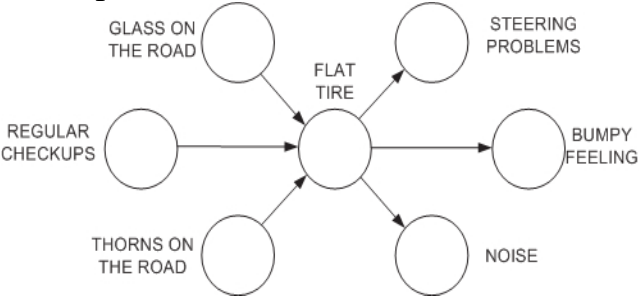 GLASS ON
THE ROAD
STEERING
PROBLEMS
FLAT
TIRE
REGULAR
CHECKUPS
BUMPY
FEELING
THORNS ON
THE ROAD
NOISE